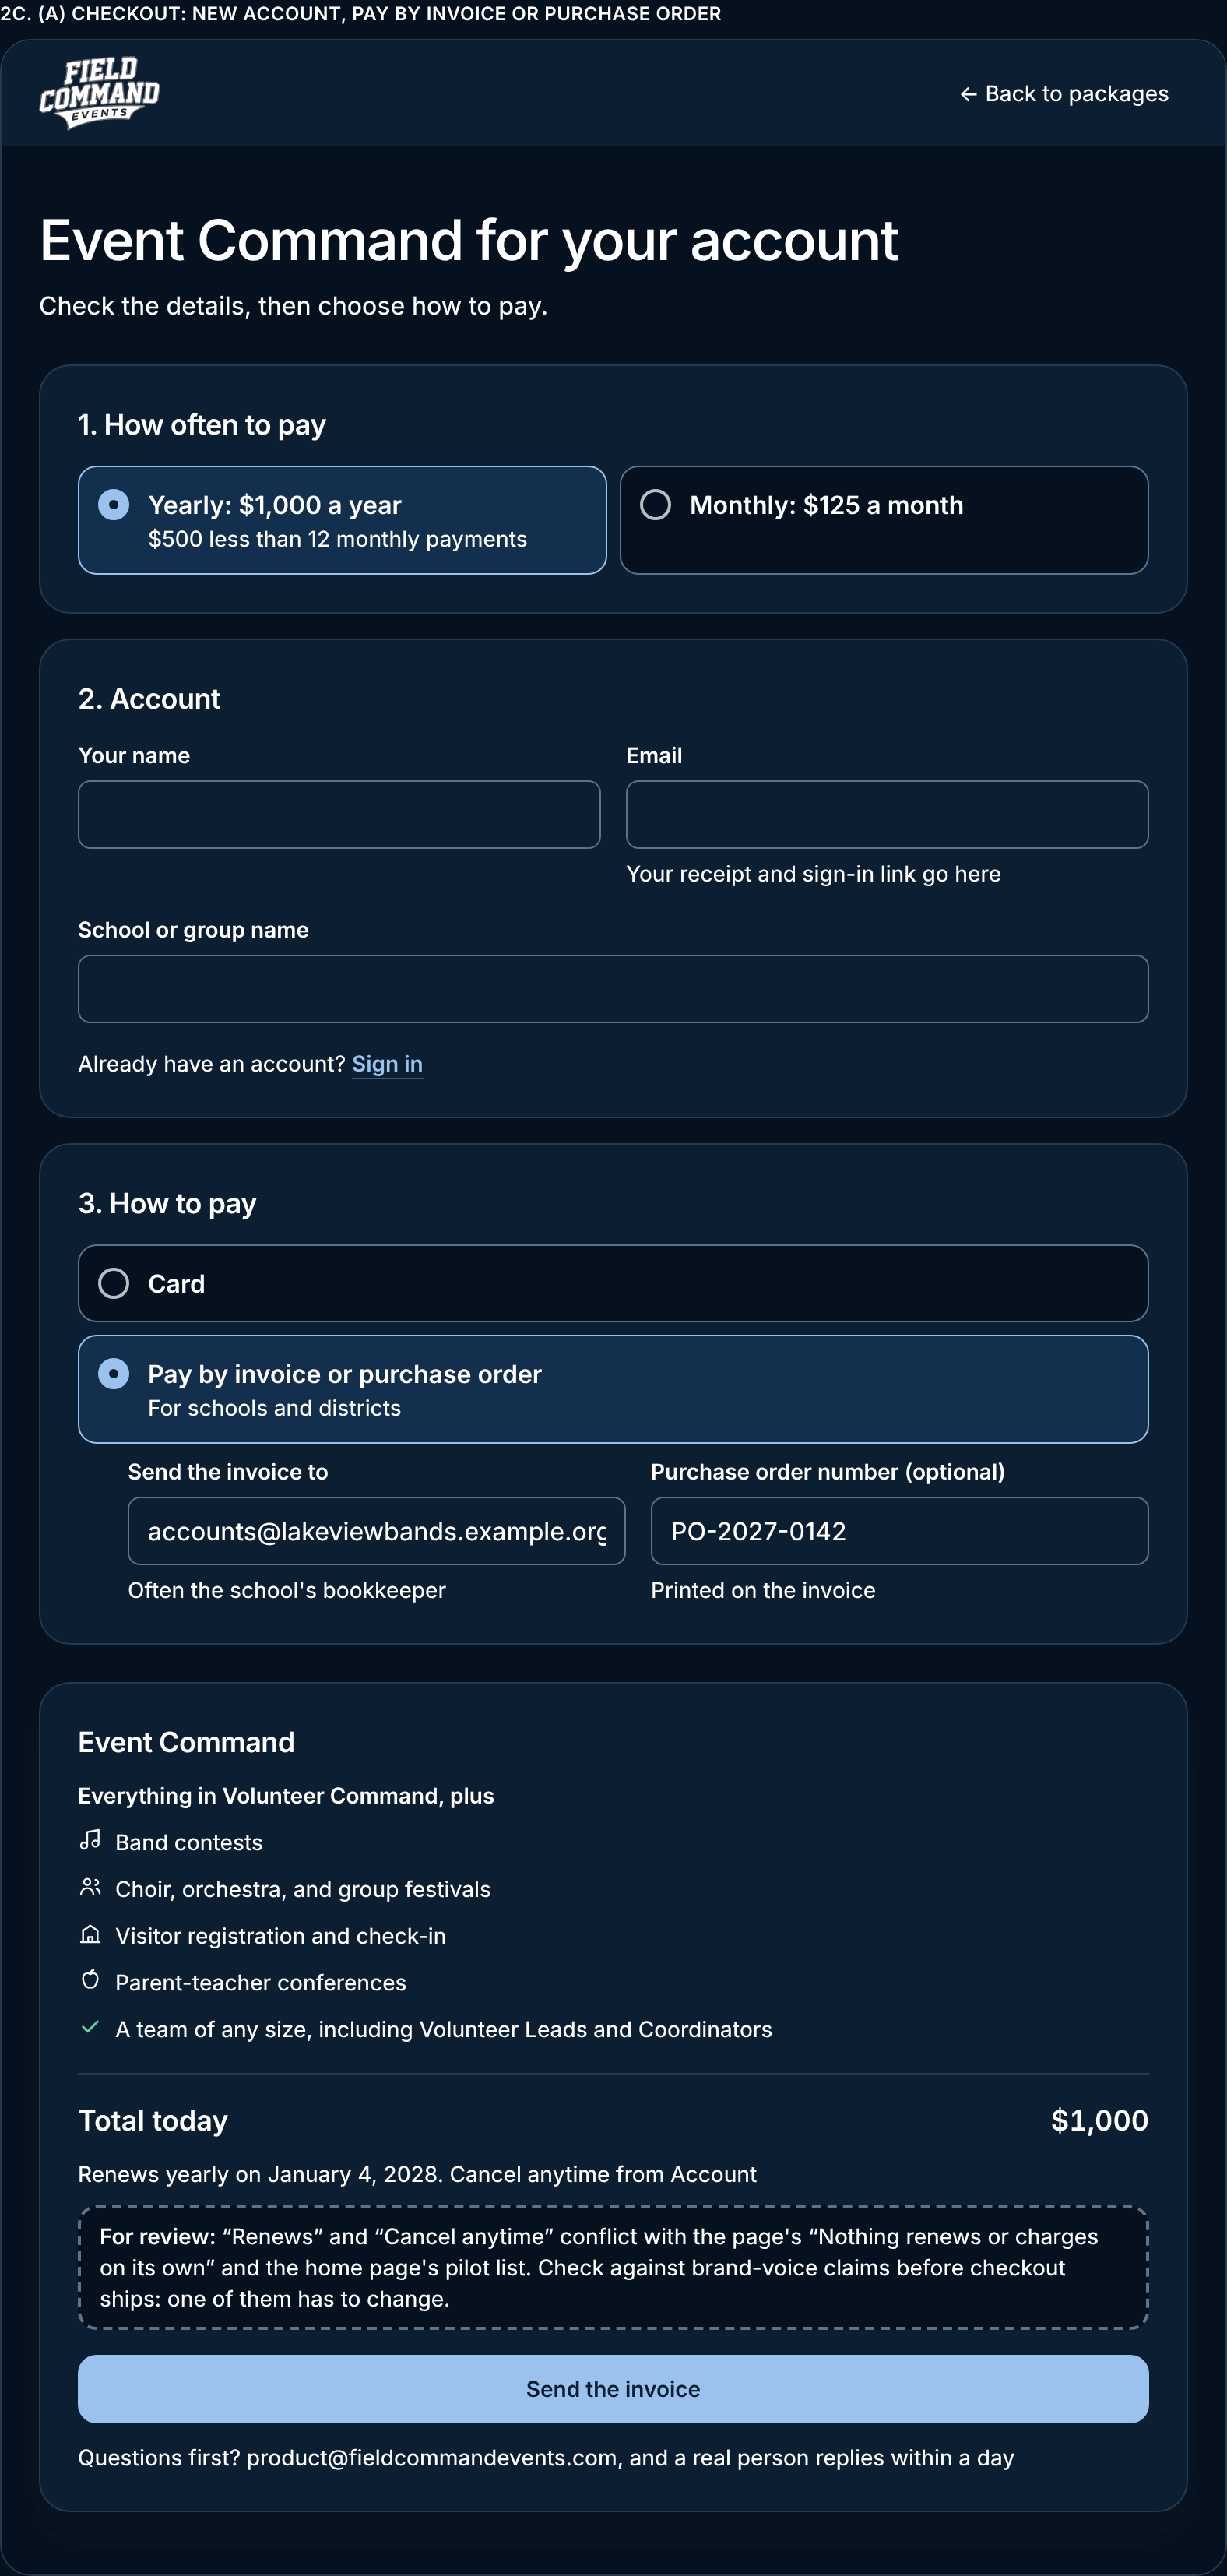 2C. (A) CHECKOUT: NEW ACCOUNT, PAY BY INVOICE OR PURCHASE ORDER
FIELD
COMMAND
EVENTS
← Back to packages
Event Command for your account
Check the details, then choose how to pay.
1. How often to pay
Yearly: $1,000 a year
$500 less than 12 monthly payments
Monthly: $125 a month
2. Account
Your name
Email
Your receipt and sign-in link go here
School or group name
Already have an account? Sign in
3. How to pay
Card
Pay by invoice or purchase order
For schools and districts
Send the invoice to
Purchase order number (optional)
accounts@lakeviewbands.example.org
PO-2027-0142
Often the school's bookkeeper
Printed on the invoice
Event Command
Everything in Volunteer Command, plus
Band contests
Choir, orchestra, and group festivals
Visitor registration and check-in
Parent-teacher conferences
A team of any size, including Volunteer Leads and Coordinators
Total today
$1,000
Renews yearly on January 4, 2028. Cancel anytime from Account
For review: “Renews” and “Cancel anytime” conflict with the page's “Nothing renews or charges
on its own” and the home page's pilot list. Check against brand-voice claims before checkout
ships: one of them has to change.
Send the invoice
Questions first? product@fieldcommandevents.com, and a real person replies within a day